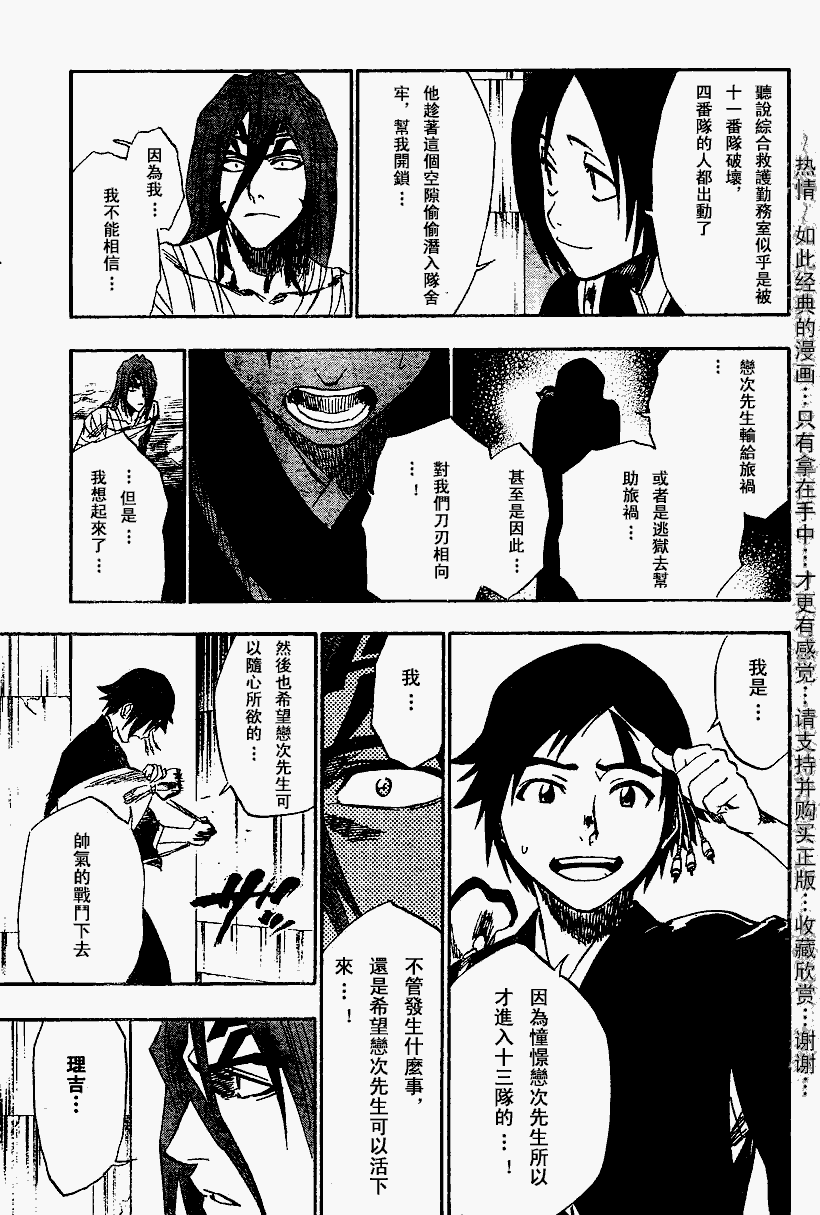 聽說綜合救護勤務室似乎是被
十一番隊破壞，
四番隊的人都出動了
他趁著這個空隙偷偷潛入隊舍
牢，幫我開鎖…
因為我…
我不能相信…
戀次先生輸給旅禍
…
或者是逃獄去幫
助旅禍…
甚至是因此…
對我們刀刃相向
…！
…但是…
我想起來了…
我是…
因為憧憬戀次先生所以
才進入十三隊的…！
我…
不管發生什麼事，
還是希望戀次先生可以活下
來…！
然後也希望戀次先生可
以隨心所欲的…
帥氣的戰鬥下去
理吉…
～热情～如此经典的漫画…只有拿在手中…才更有感觉…请支持并购买正版…收藏欣赏…谢谢…